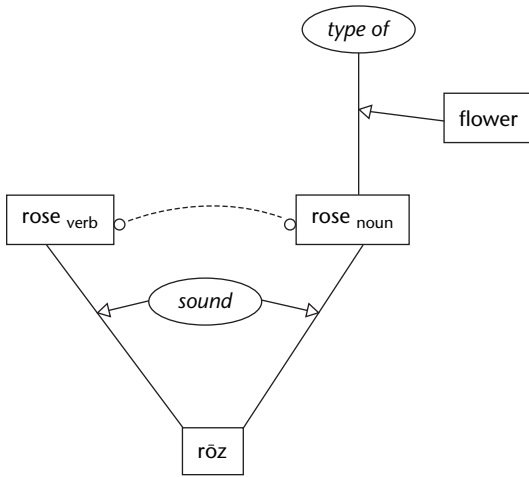 type of
flower
rose verb
rose noun
sound
rōz